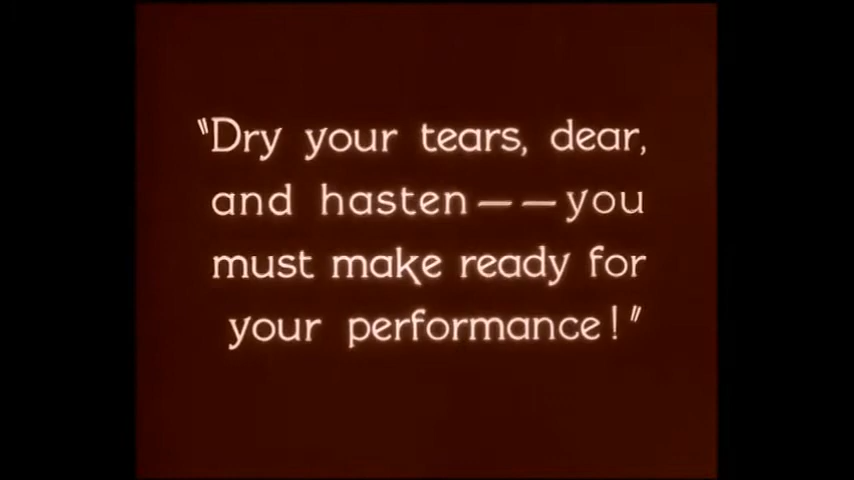 "Dry your tears, dear,
and hasten — — you
must make ready for
your performance!"